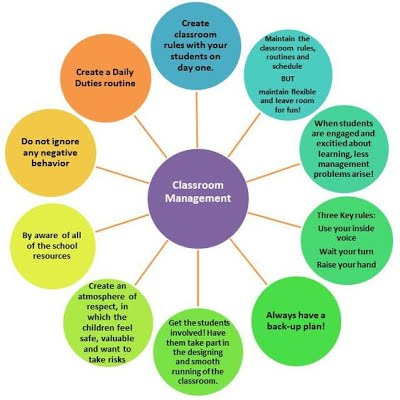 Create
classroom
rules with your
students on
day one.
Maintain the
classroom rules,
routines and
schedule
BUT
maintain flexible
and leave room
for fun!
When students
are engaged and
excitied about
learning, less
management
problems arise!
Three Key rules:
Use your inside
voice
Wait your turn
Raise your hand
Always have a
back-up plan!
Get the students
involved! Have
them take part in
the designing
and smooth
running of the
classroom.
Create an
atmosphere of
respect, in
which the
children feel
safe, valuable
and want to
take risks
By aware of all
of the school
resources
Do not ignore
any negative
behavior
Create a Daily
Duties routine
Classroom
Management